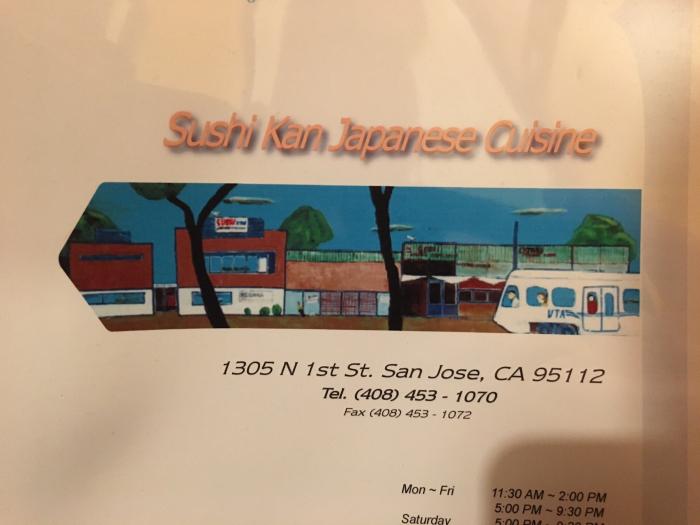 Sushi Kan Japanese Cuisine
VTA
1305 N 1st St. San Jose, CA 95112
Tel. (408) 453 - 1070
Fax (408) 453 - 1072
Mon ~ Fri 11:30 AM ~ 2:00 PM
5:00 PM ~ 9:30 PM
Saturday